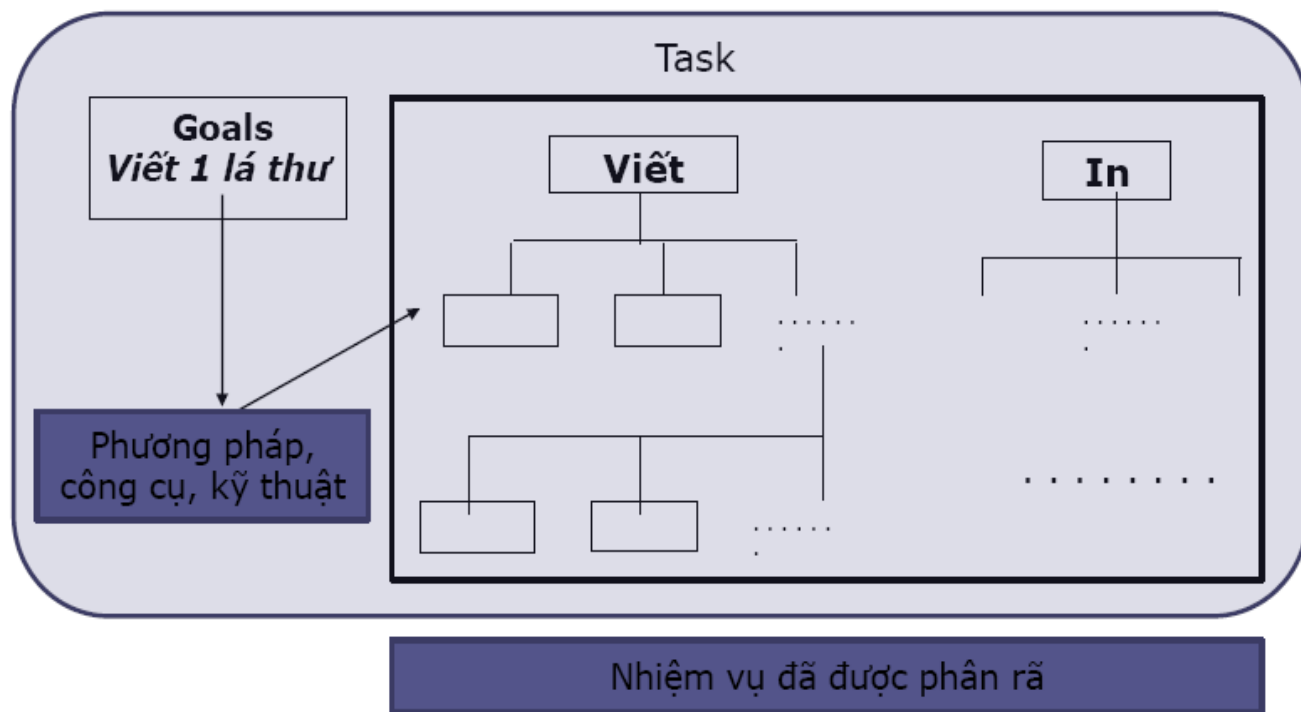 Task
Goals
Viết 1 lá thư
Viết
In
. . . . . .
.
. . . . . .
.
Phương pháp,
công cụ, kỹ thuật
. . . . . . . .
. . . . . .
.
Nhiệm vụ đã được phân rã